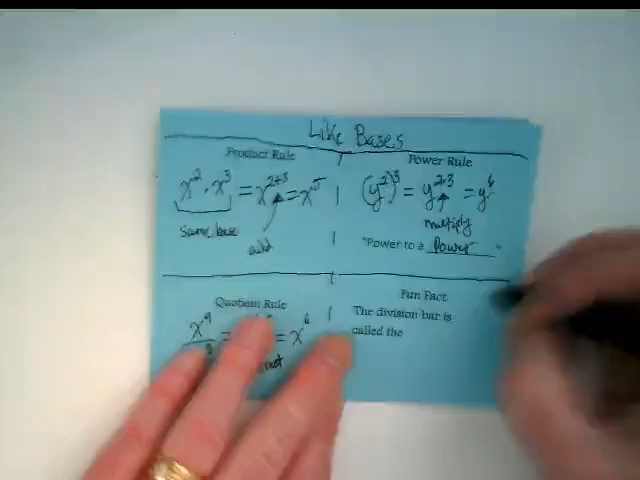 Like Bases
Product Rule
x² · x³ = x²⁺³ = x⁵
same base
add
Power Rule
(y²)³ = y²·³ = y⁶
multiply
"Power to a Power"
Quotient Rule
x⁹ = = x⁶
Fun Fact
The division bar is
called the